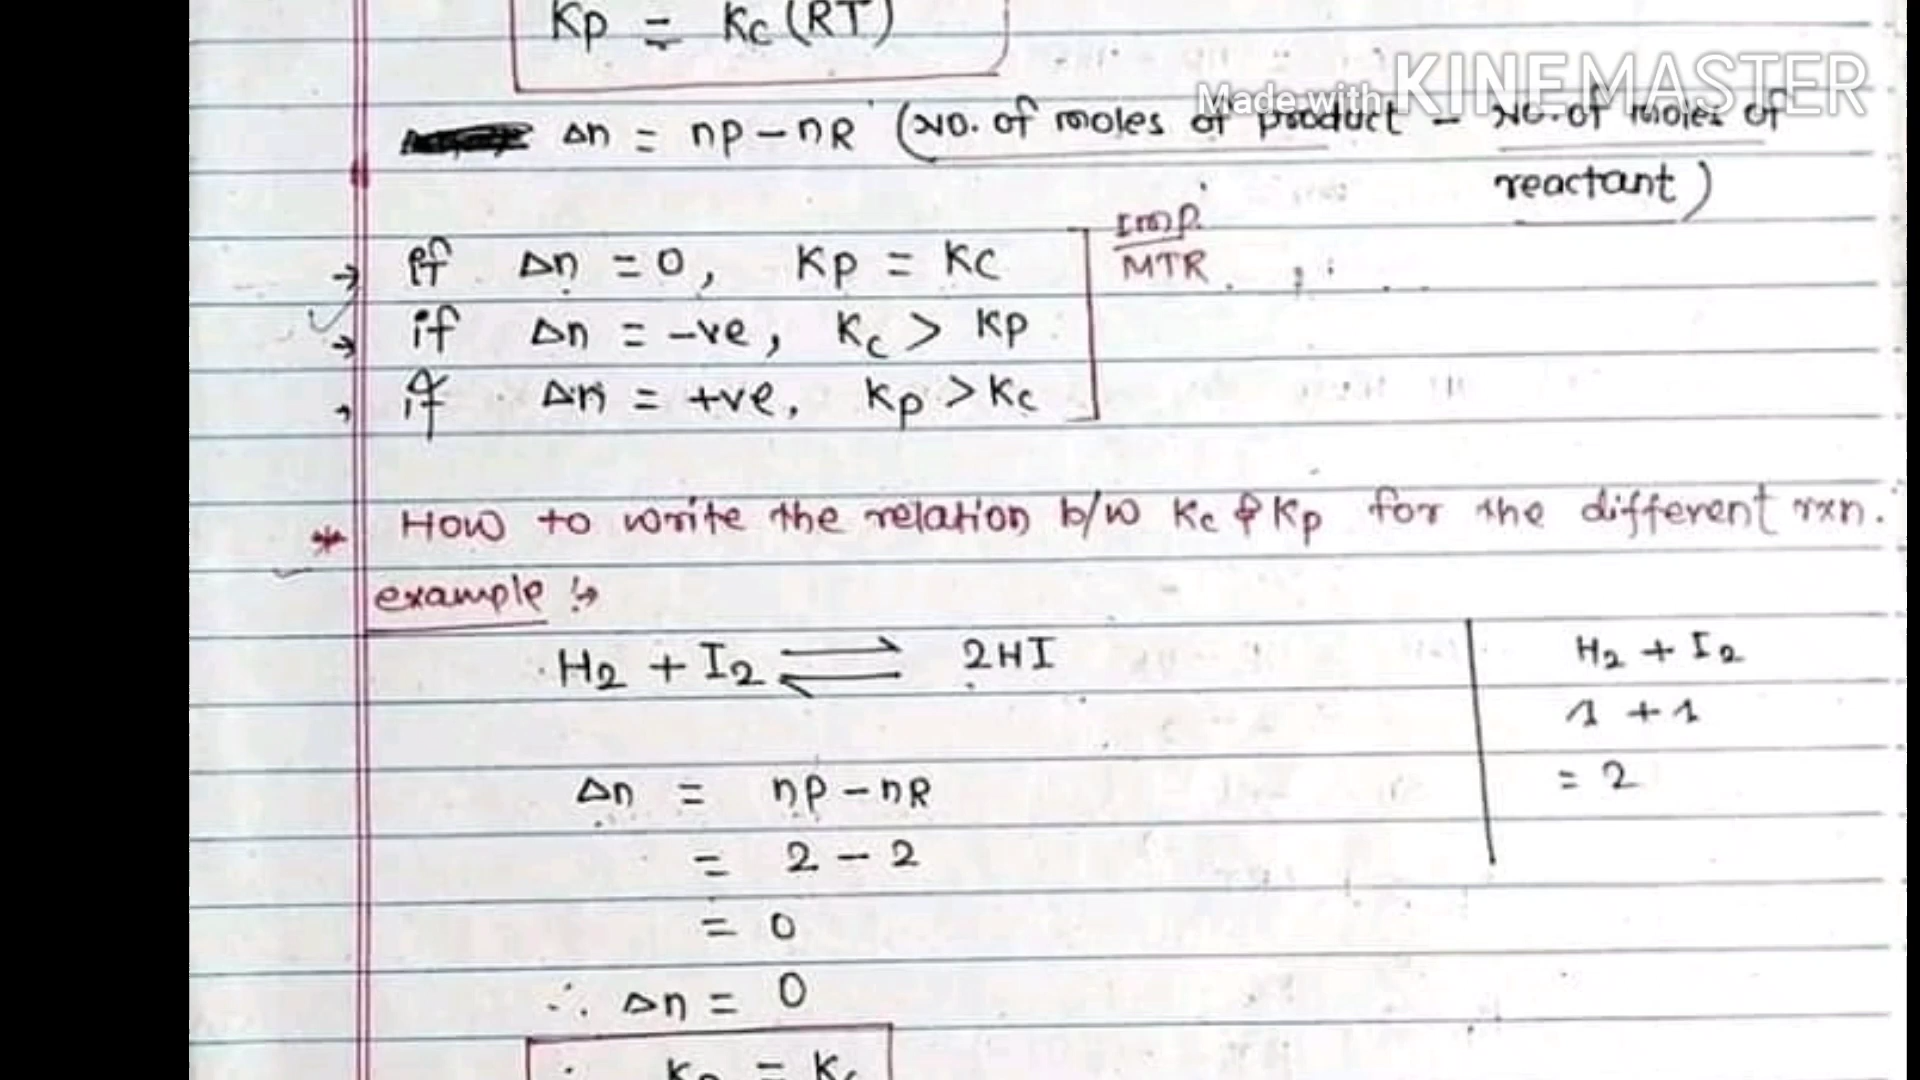 Kp = Kc (RT)
Made with KINEMASTER
Δn = nP - nR (No. of moles of product - No. of moles of
reactant)
Imp.
MTR
if Δn = 0, Kp = Kc
if Δn = -ve, Kc > Kp
if Δn = +ve, Kp > Kc
* How to write the relation b/w Kc & Kp for the different rxn.
example :→
H2 + I2 ⇌ 2HI
H2 + I2
1 + 1
= 2
Δn = nP - nR
= 2 - 2
= 0
∴ Δn = 0
∴ Kp = Kc